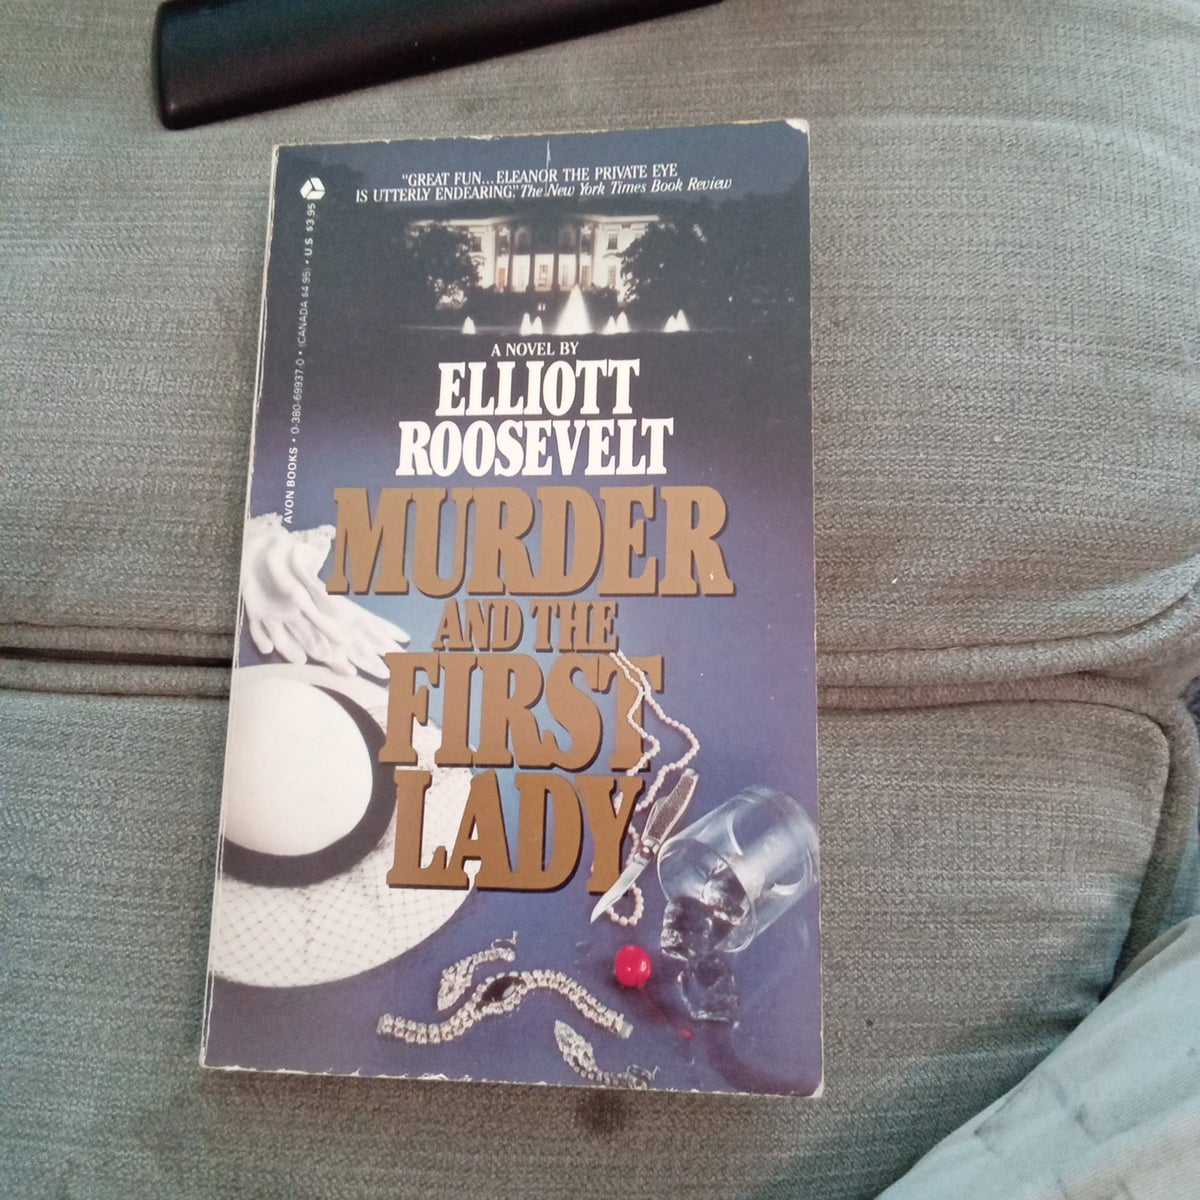 "GREAT FUN... ELEANOR THE PRIVATE EYE
IS UTTERLY ENDEARING." The New York Times Book Review
AVON BOOKS • 0-380-69937-0 • (CANADA $4.95) • U.S. $3.95
A NOVEL BY
ELLIOTT
ROOSEVELT
MURDER
AND THE
FIRST
LADY